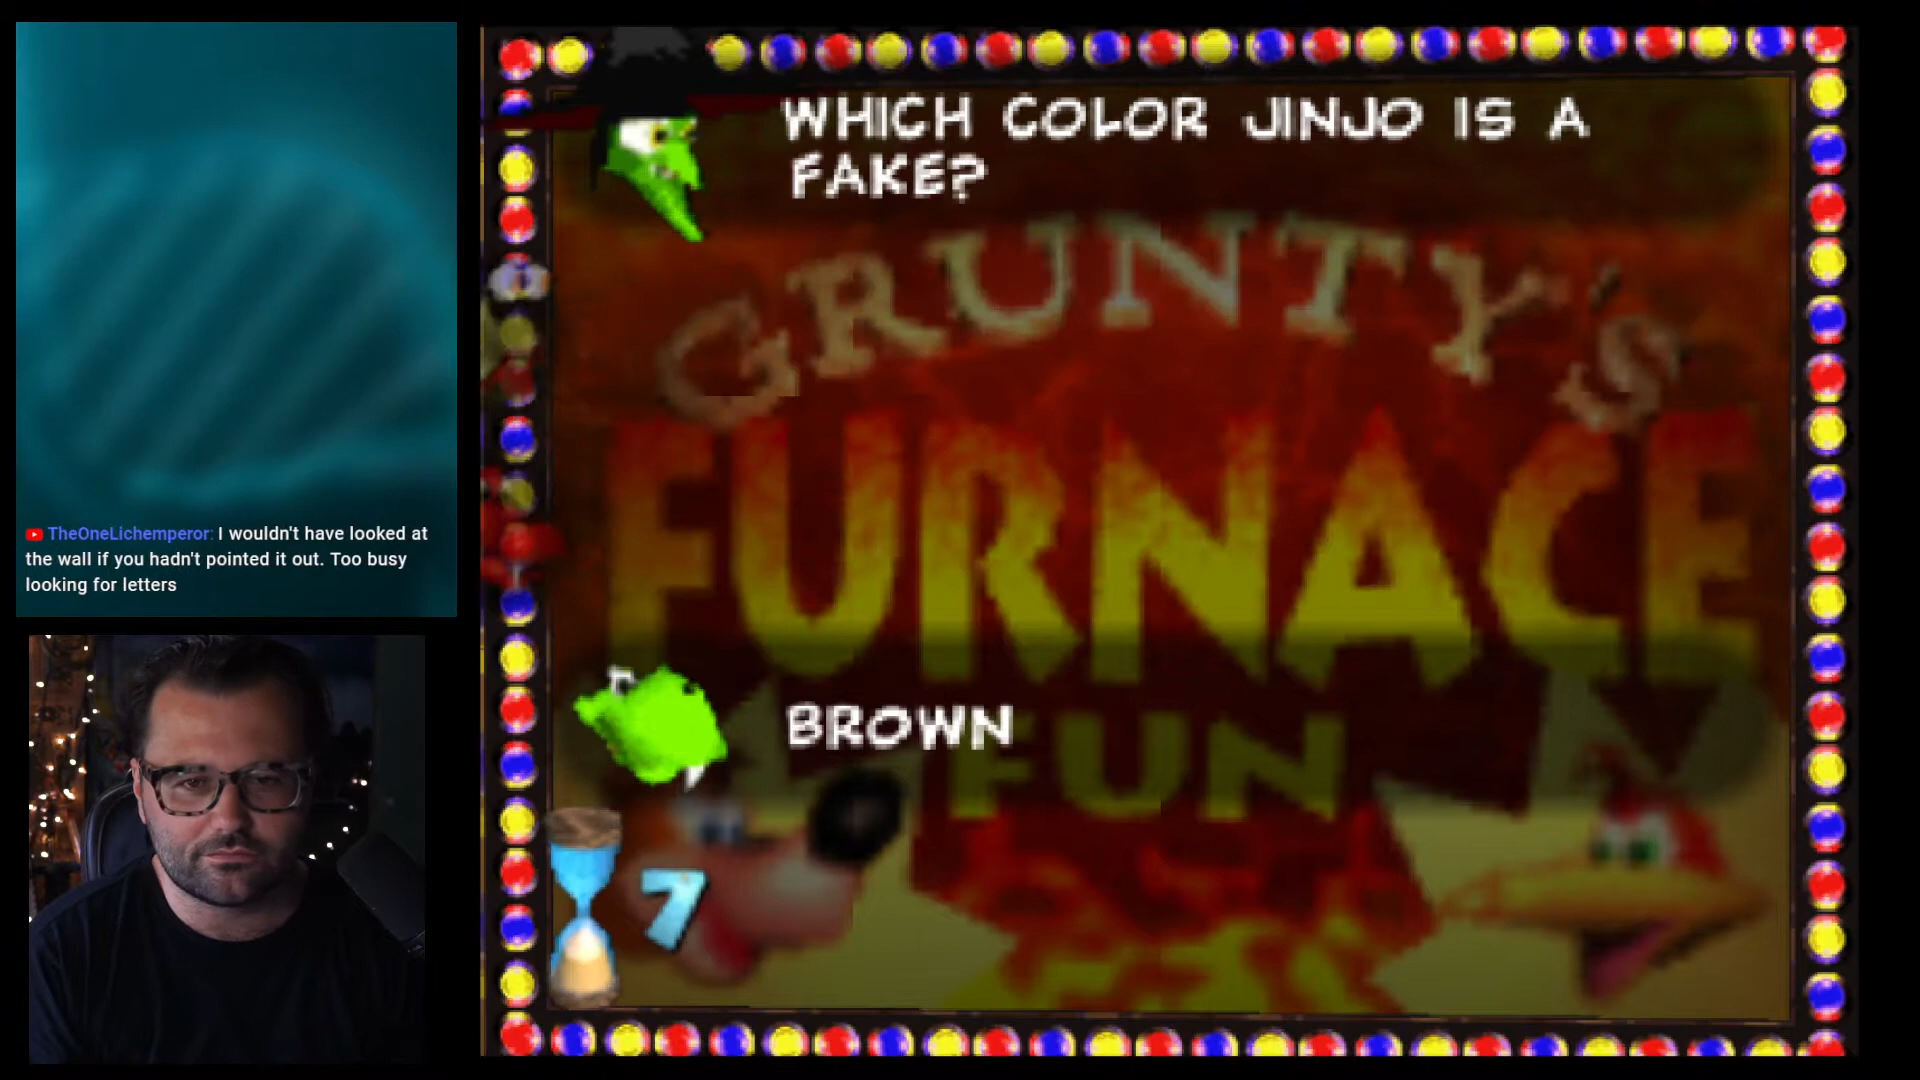 WHICH COLOR JINJO IS A
FAKE?
GRUNTY'S
FURNACE
FUN
BROWN
7
TheOneLichemperor: I wouldn't have looked at
the wall if you hadn't pointed it out. Too busy
looking for letters